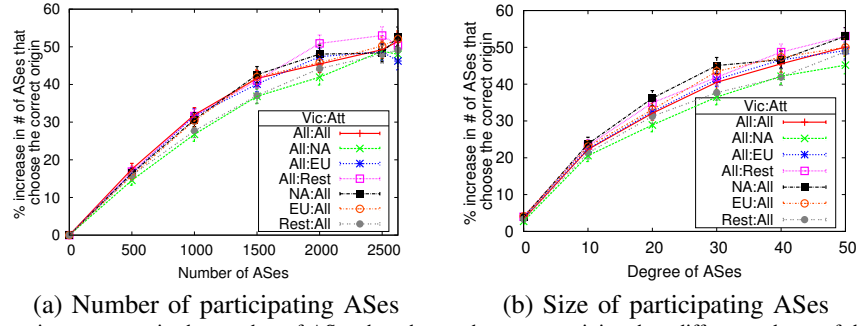 60
50
40
30
20
10
0
% increase in # of ASes that
choose the correct origin
Vic:Att
All:All
All:NA
All:EU
All:Rest
NA:All
EU:All
Rest:All
0 500 1000 1500 2000 2500
Number of ASes
(a) Number of participating ASes
60
50
40
30
20
10
0
% increase in # of ASes that
choose the correct origin
Vic:Att
All:All
All:NA
All:EU
All:Rest
NA:All
EU:All
Rest:All
0 10 20 30 40 50
Degree of ASes
(b) Size of participating ASes